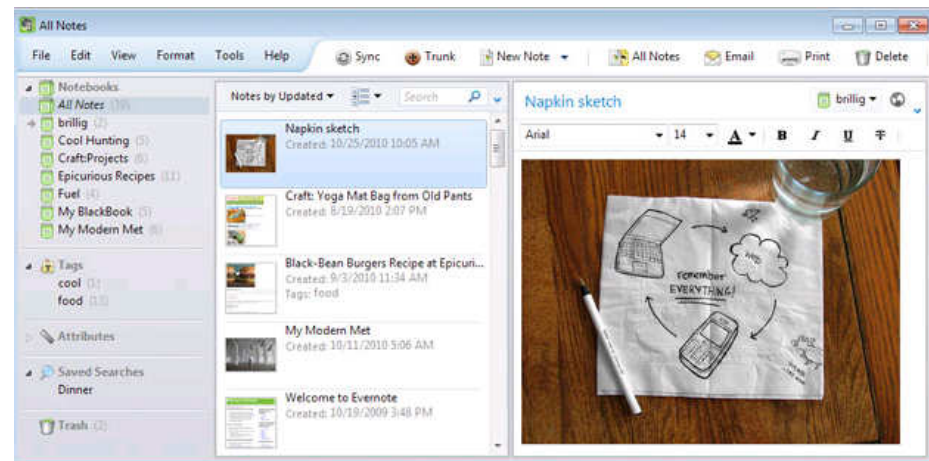 All Notes
File Edit View Format Tools Help Sync Trunk New Note All Notes Email Print Delete
Notebooks
All Notes
brillig (2)
Cool Hunting (5)
Craft:Projects (6)
Epicurious Recipes (11)
Fuel (4)
My BlackBook (5)
My Modern Met (6)
Tags
cool (1)
food (13)
Attributes
Saved Searches
Dinner
Trash (2)
Notes by Updated Search
Napkin sketch
Created: 10/25/2010 10:05 AM
Craft: Yoga Mat Bag from Old Pants
Created: 8/19/2010 2:07 PM
Black-Bean Burgers Recipe at Epicuri...
Created: 9/3/2010 11:34 AM
Tags: food
My Modern Met
Created: 10/11/2010 5:06 AM
Welcome to Evernote
Created: 10/19/2009 3:48 PM
Napkin sketch brillig
Arial 14 A B I U T
remember
EVERYTHING!